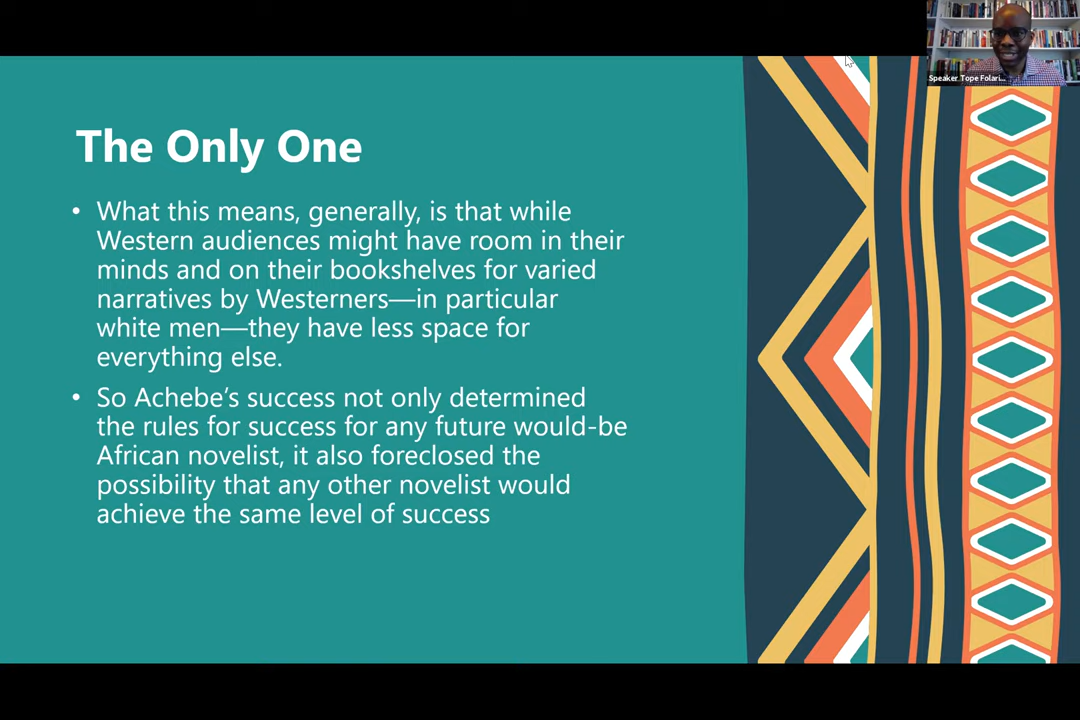 Speaker Tope Folari...
The Only One
• What this means, generally, is that while
Western audiences might have room in their
minds and on their bookshelves for varied
narratives by Westerners—in particular
white men—they have less space for
everything else.
• So Achebe’s success not only determined
the rules for success for any future would-be
African novelist, it also foreclosed the
possibility that any other novelist would
achieve the same level of success